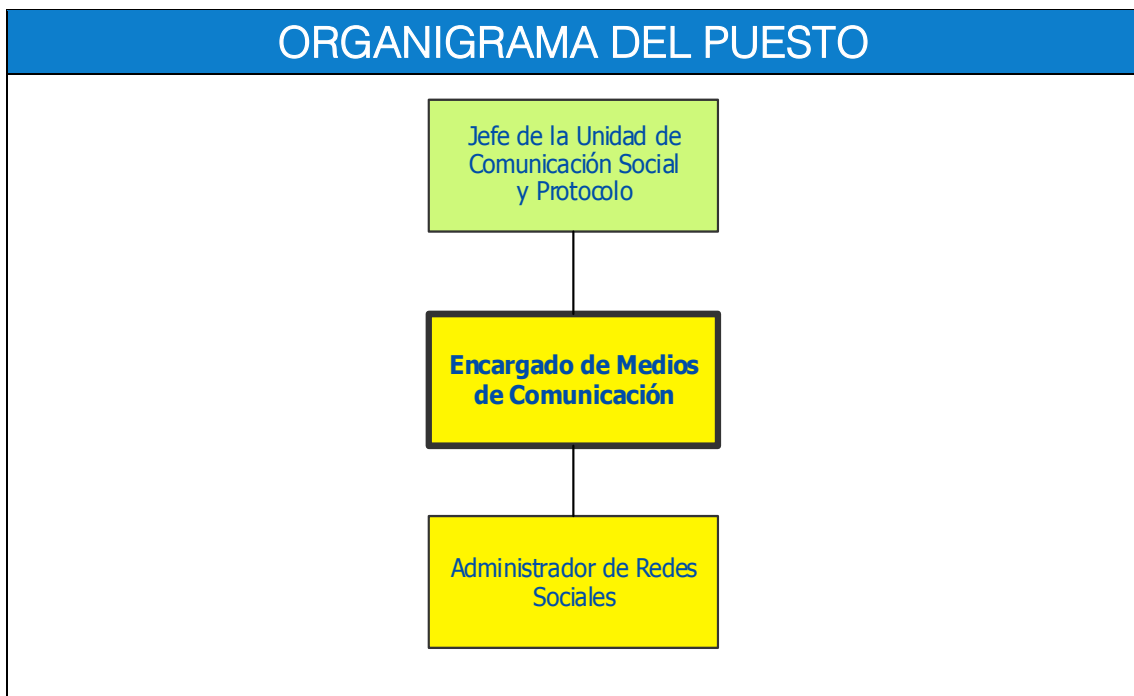 ORGANIGRAMA DEL PUESTO
Jefe de la Unidad de
Comunicación Social
y Protocolo
Encargado de Medios
de Comunicación
Administrador de Redes
Sociales